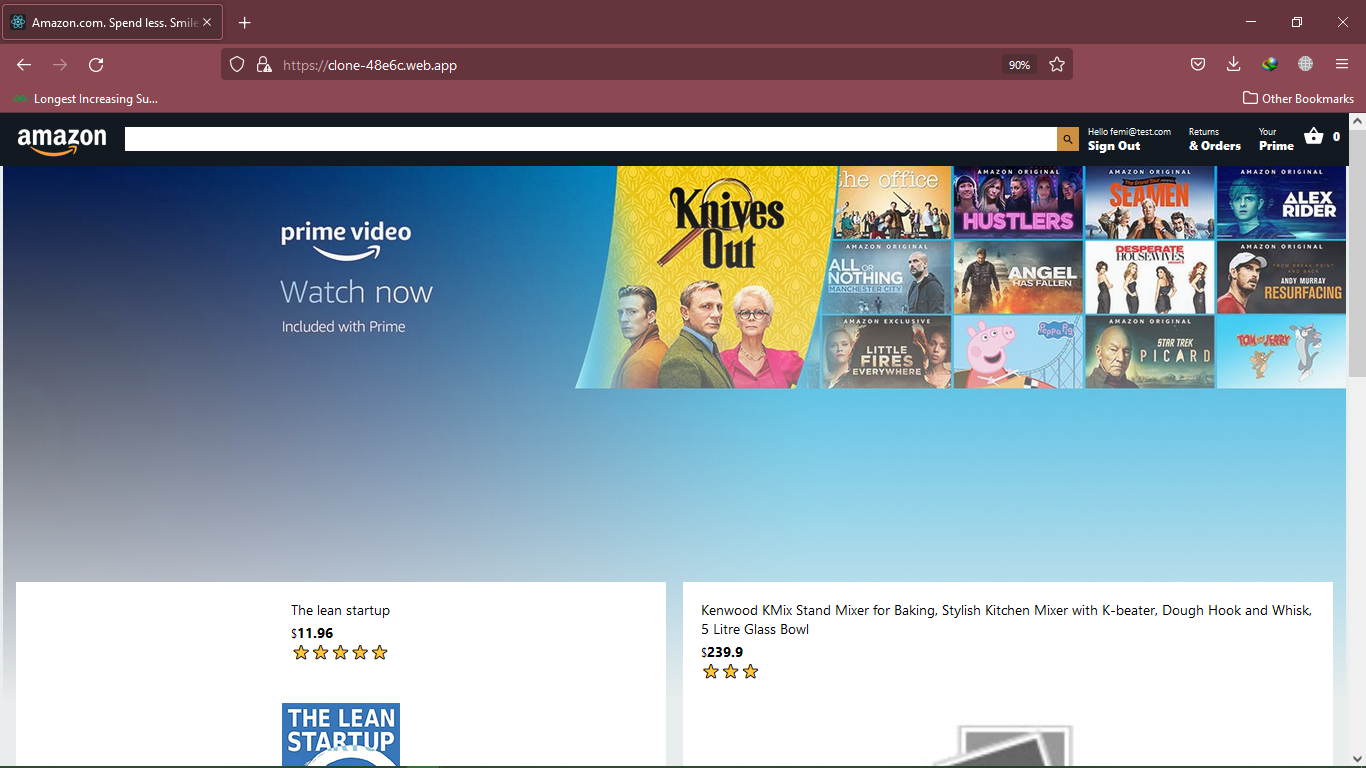 Amazon.com. Spend less. Smile
https://clone-48e6c.web.app
90%
Longest Increasing Su...
Other Bookmarks
amazon
Hello femi@test.com
Sign Out
Returns
& Orders
Your
Prime
0
prime video
Watch now
Included with Prime
Knives
Out
the office
AMAZON ORIGINAL
HUSTLERS
AMAZON ORIGINAL
The Grand Tour
SEAMEN
AMAZON ORIGINAL
ALEX
RIDER
AMAZON ORIGINAL
ALL OR
NOTHING
MANCHESTER CITY
ANGEL
HAS FALLEN
DESPERATE
HOUSEWIVES
AMAZON ORIGINAL
ANDY MURRAY
RESURFACING
AMAZON EXCLUSIVE
LITTLE
FIRES
EVERYWHERE
Peppa Pig
AMAZON ORIGINAL
STAR TREK
PICARD
TOM AND JERRY
The lean startup
$11.96
THE LEAN
STARTUP
Kenwood KMix Stand Mixer for Baking, Stylish Kitchen Mixer with K-beater, Dough Hook and Whisk,
5 Litre Glass Bowl
$239.9